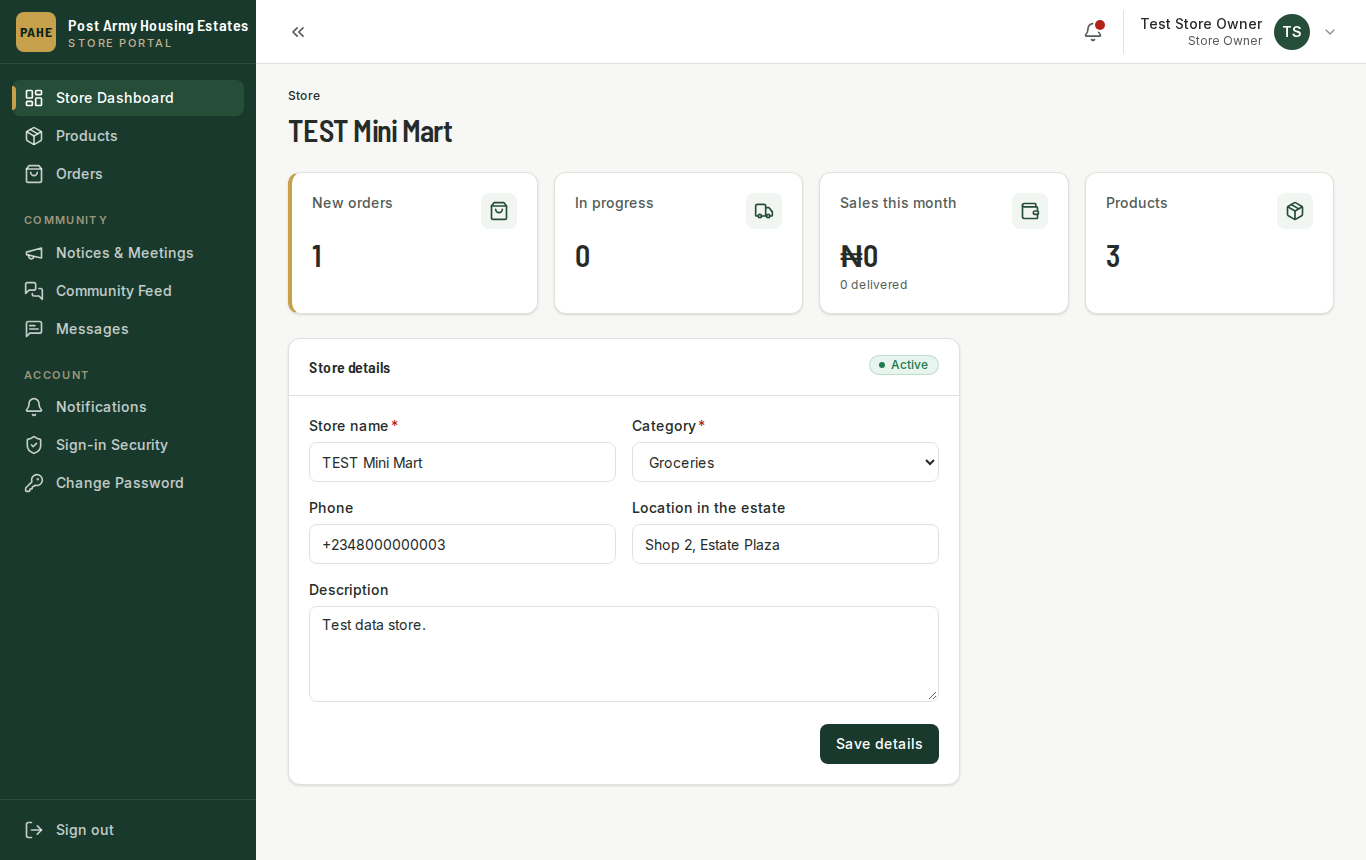 PAHE
Post Army Housing Estates
STORE PORTAL
Store Dashboard
Products
Orders
COMMUNITY
Notices & Meetings
Community Feed
Messages
ACCOUNT
Notifications
Sign-in Security
Change Password
Sign out
Test Store Owner
Store Owner
TS
Store
TEST Mini Mart
New orders
1
In progress
0
Sales this month
₦0
0 delivered
Products
3
Store details
Active
Store name *
Category *
TEST Mini Mart
Groceries
Phone
Location in the estate
+2348000000003
Shop 2, Estate Plaza
Description
Test data store.
Save details